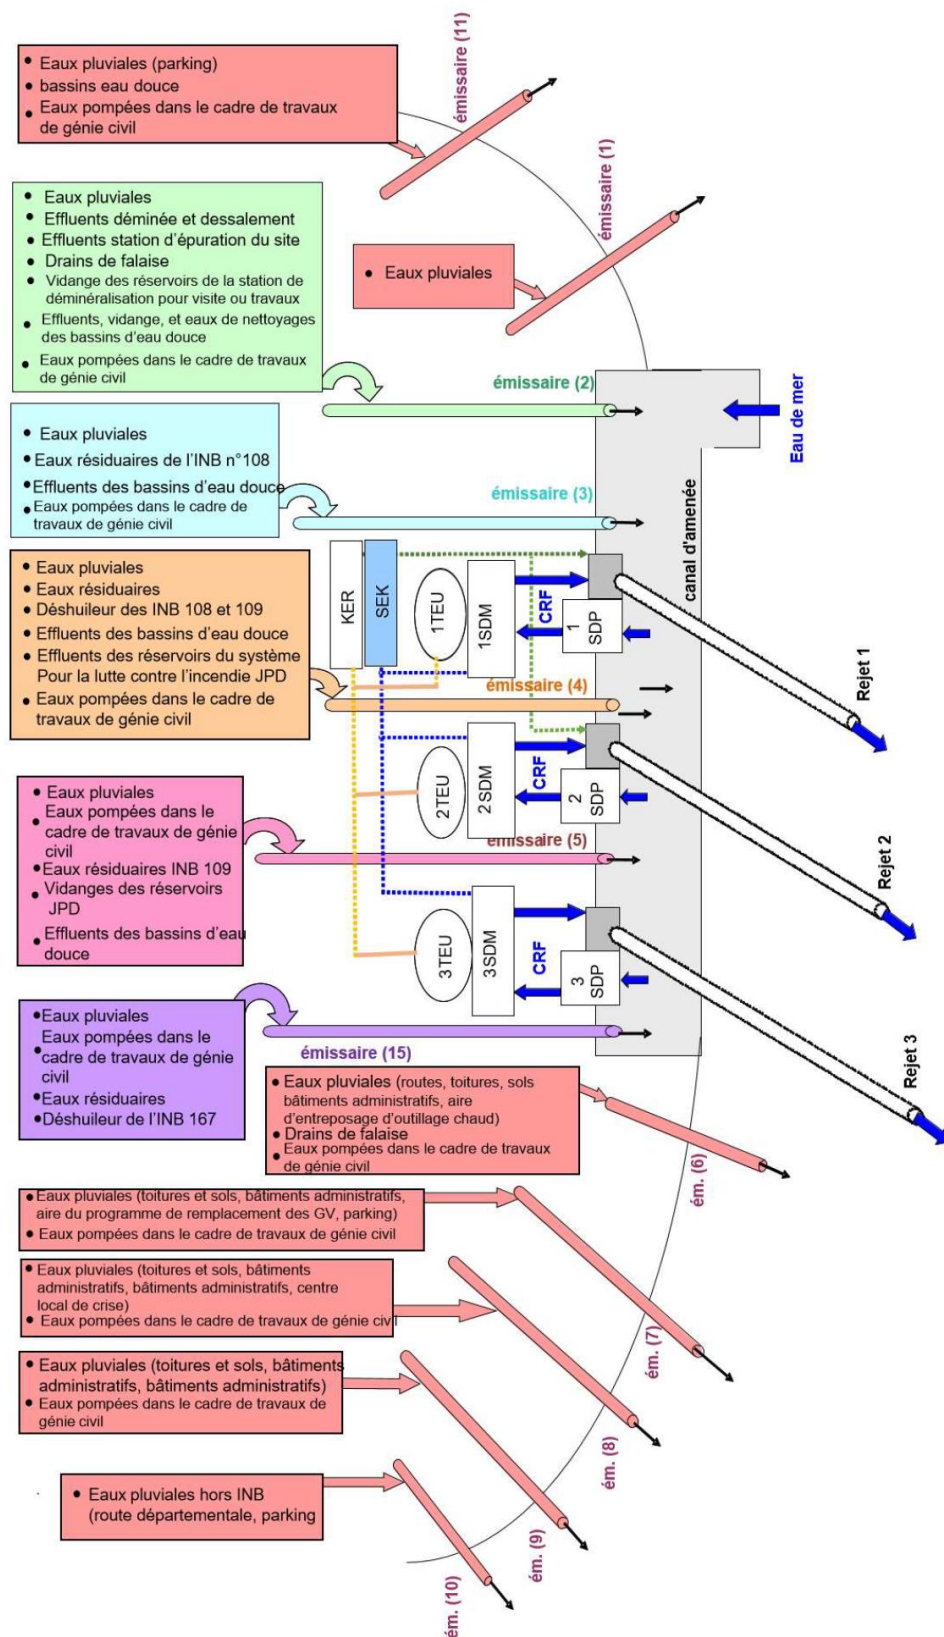 émissaire (11)
• Eaux pluviales (parking)
• bassins eau douce
• Eaux pompées dans le cadre de travaux
de génie civil
émissaire (1)
• Eaux pluviales
• Eaux pluviales
• Effluents déminée et dessalement
• Effluents station d'épuration du site
• Drains de falaise
• Vidange des réservoirs de la station de
déminéralisation pour visite ou travaux
• Effluents, vidange, et eaux de nettoyages
des bassins d'eau douce
• Eaux pompées dans le cadre de travaux
de génie civil
émissaire (2)
Eau de mer
• Eaux pluviales
• Eaux résiduaires de l'INB n°108
• Effluents des bassins d'eau douce
• Eaux pompées dans le cadre de
travaux de génie civil
émissaire (3)
canal d'amenée
• Eaux pluviales
• Eaux résiduaires
• Déshuileur des INB 108 et 109
• Effluents des bassins d'eau douce
• Effluents des réservoirs du système
Pour la lutte contre l'incendie JPD
• Eaux pompées dans le cadre de
travaux de génie civil
KER
SEK
1TEU
1SDM
CRF
1
SDP
Rejet 1
émissaire (4)
2TEU
2SDM
CRF
2
SDP
Rejet 2
• Eaux pluviales
• Eaux pompées dans le
cadre de travaux de génie
civil
• Eaux résiduaires INB 109
• Vidanges des réservoirs
JPD
• Effluents des bassins d'eau
douce
émissaire (5)
3TEU
3SDM
CRF
3
SDP
Rejet 3
• Eaux pluviales
Eaux pompées dans le
• cadre de travaux de génie
civil
• Eaux résiduaires
• Déshuileur de l'INB 167
émissaire (15)
• Eaux pluviales (routes, toitures, sols
bâtiments administratifs, aire
d'entreposage d'outillage chaud)
• Drains de falaise
• Eaux pompées dans le cadre de travaux
de génie civil
ém. (6)
• Eaux pluviales (toitures et sols, bâtiments administratifs,
aire du programme de remplacement des GV, parking)
• Eaux pompées dans le cadre de travaux de génie civil
ém. (7)
• Eaux pluviales (toitures et sols, bâtiments
administratifs, bâtiments administratifs, centre
local de crise)
• Eaux pompées dans le cadre de travaux de génie civil
ém. (8)
• Eaux pluviales (toitures et sols, bâtiments
administratifs, bâtiments administratifs)
• Eaux pompées dans le cadre de travaux de
génie civil
ém. (9)
• Eaux pluviales hors INB
(route départementale, parking
ém. (10)